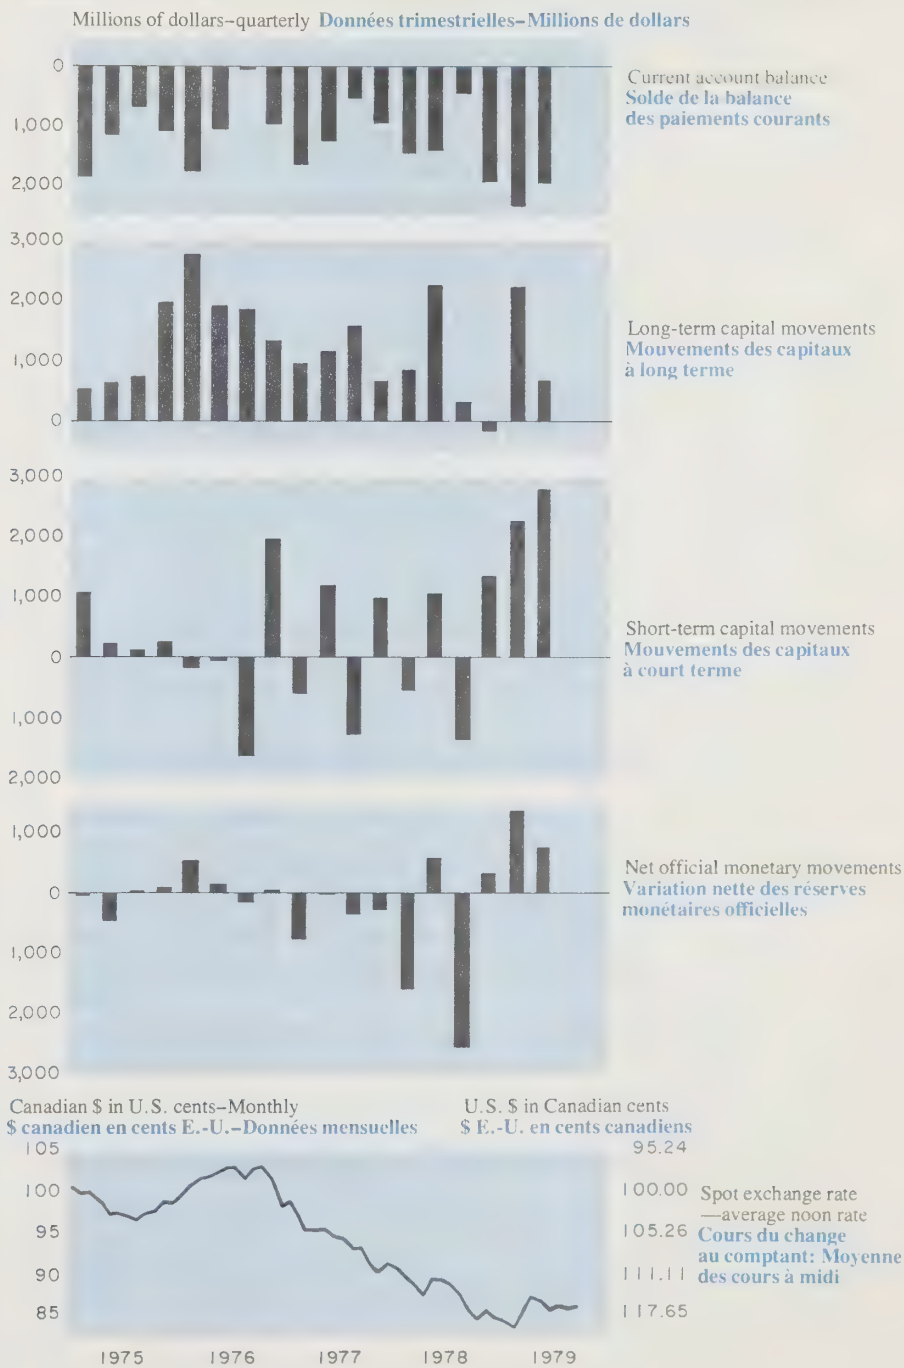 Millions of dollars–quarterly Données trimestrielles–Millions de dollars
0
1,000
2,000
Current account balance
Solde de la balance
des paiements courants
3,000
2,000
1,000
0
Long-term capital movements
Mouvements des capitaux
à long terme
3,000
2,000
1,000
0
1,000
2,000
Short-term capital movements
Mouvements des capitaux
à court terme
1,000
0
1,000
2,000
3,000
Net official monetary movements
Variation nette des réserves
monétaires officielles
Canadian $ in U.S. cents–Monthly
$ canadien en cents E.-U.–Données mensuelles
U.S. $ in Canadian cents
$ E.-U. en cents canadiens
105
100
95
90
85
95.24
100.00
105.26
111.11
117.65
Spot exchange rate
—average noon rate
Cours du change
au comptant: Moyenne
des cours à midi
1975 1976 1977 1978 1979